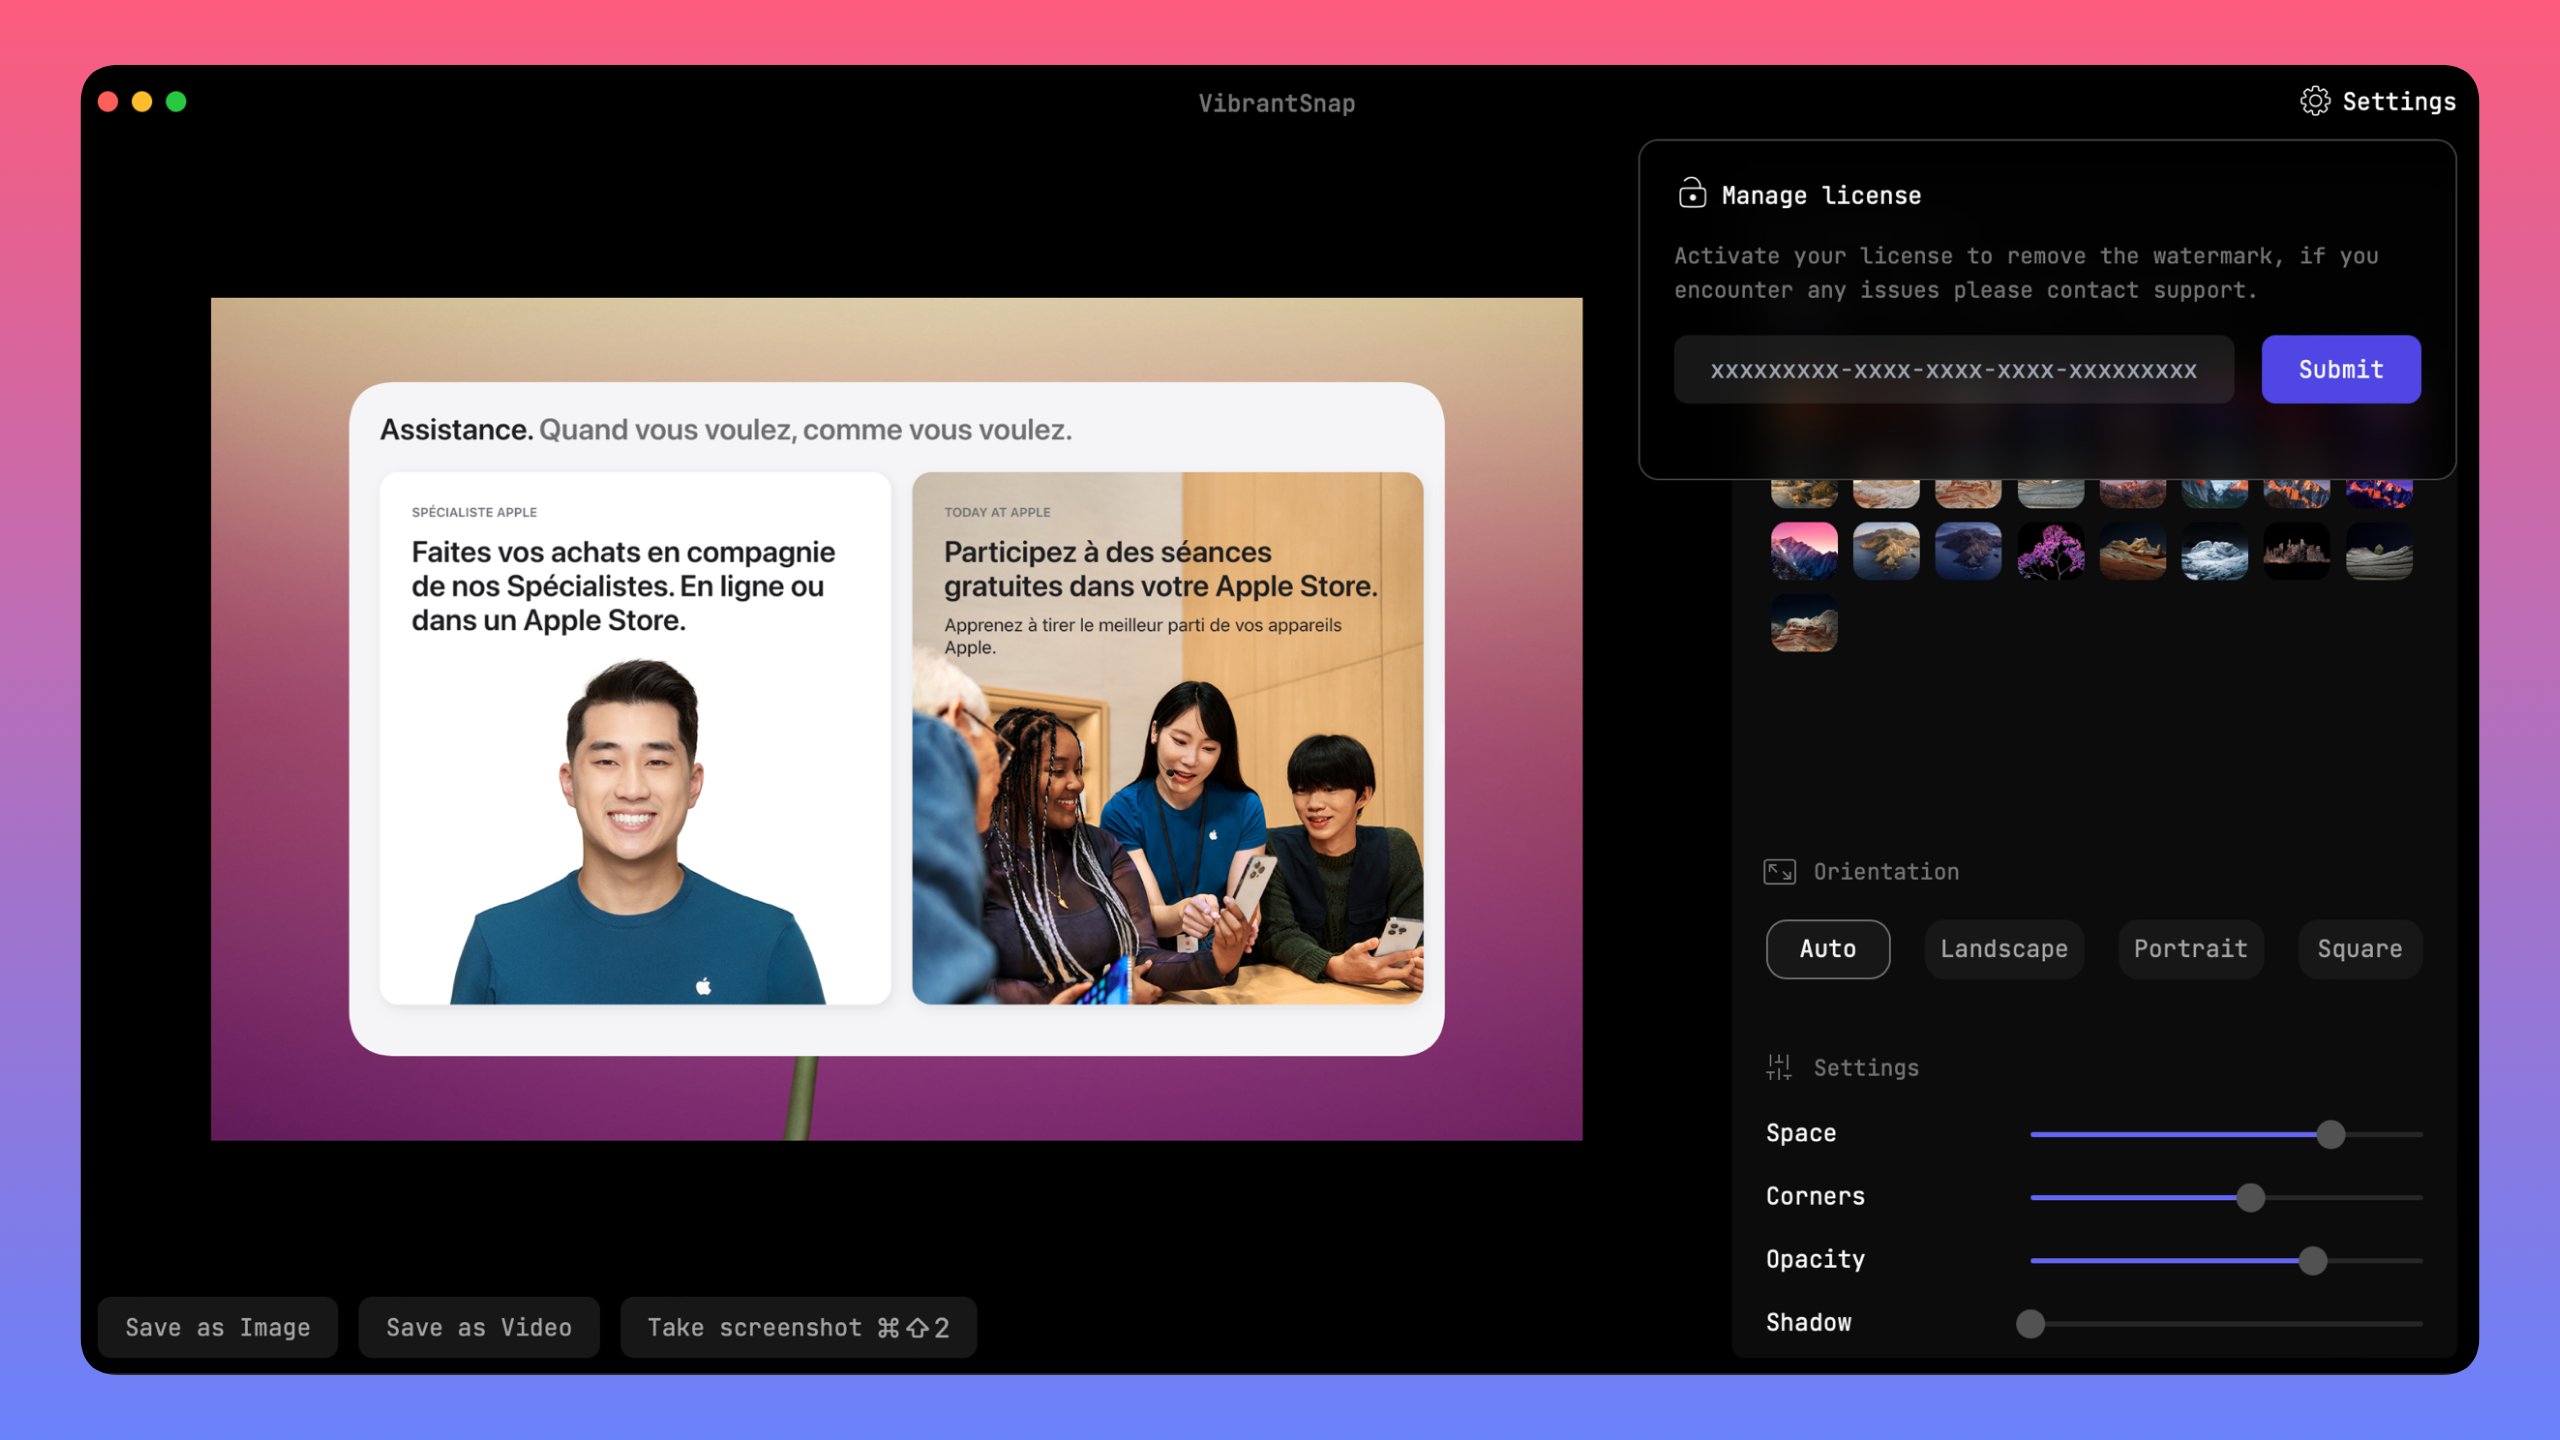 VibrantSnap
Settings
Manage license
Activate your license to remove the watermark, if you
encounter any issues please contact support.
xxxxxxxxx-xxxx-xxxx-xxxx-xxxxxxxxx
Submit
Assistance. Quand vous voulez, comme vous voulez.
SPÉCIALISTE APPLE
Faites vos achats en compagnie
de nos Spécialistes. En ligne ou
dans un Apple Store.
TODAY AT APPLE
Participez à des séances
gratuites dans votre Apple Store.
Apprenez à tirer le meilleur parti de vos appareils
Apple.
Orientation
Auto
Landscape
Portrait
Square
Settings
Space
Corners
Opacity
Shadow
Save as Image
Save as Video
Take screenshot ⌘⇧2